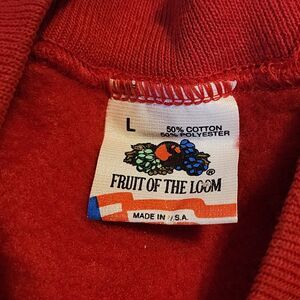 L
50% COTTON
50% POLYESTER
®
FRUIT OF THE LOOM
MADE IN U.S.A.